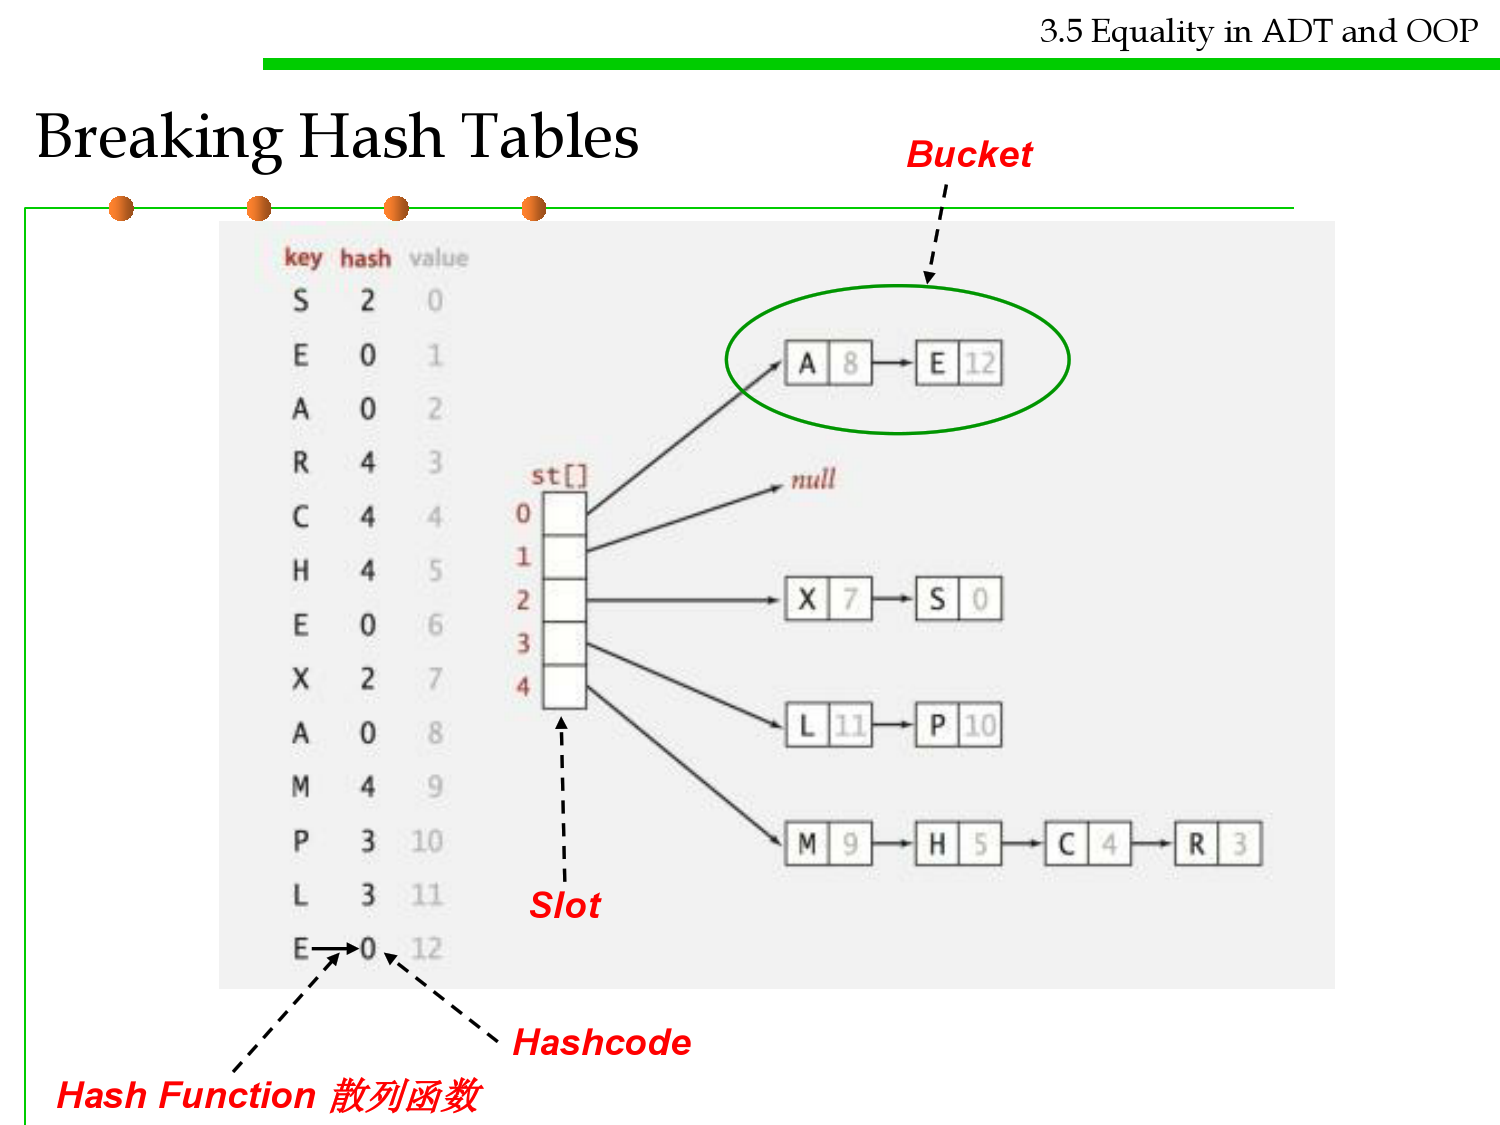 3.5 Equality in ADT and OOP
Breaking Hash Tables
Bucket
key hash value
S 2 0
E 0 1
A 0 2
R 4 3
C 4 4
H 4 5
E 0 6
X 2 7
A 0 8
M 4 9
P 3 10
L 3 11
E 0 12
st[]
0
1
2
3
4
A 8 E 12
null
X 7 S 0
L 11 P 10
M 9 H 5 C 4 R 3
Slot
Hashcode
Hash Function 散列函数